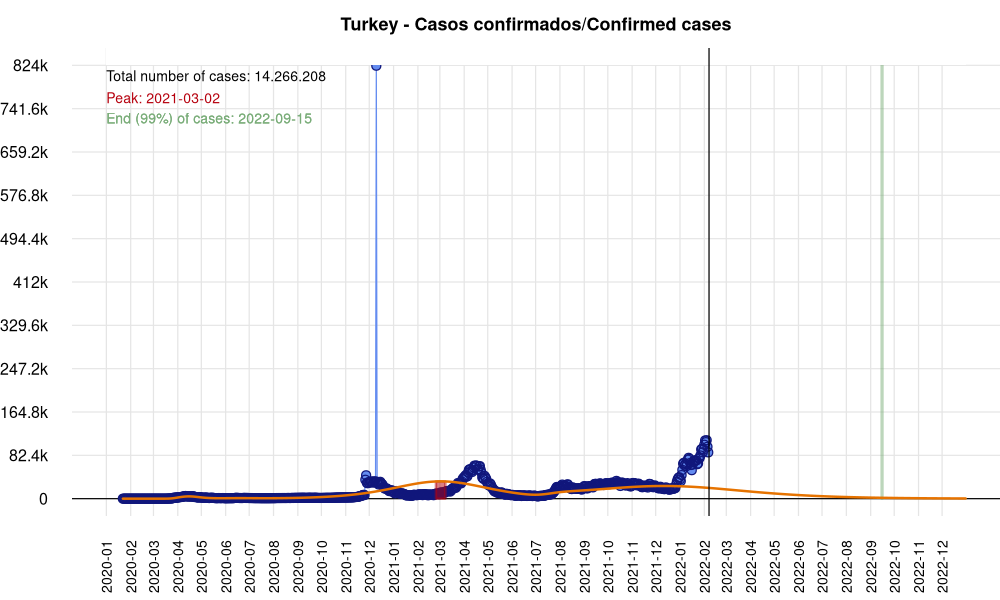 Turkey - Casos confirmados/Confirmed cases
Total number of cases: 14.266.208
Peak: 2021-03-02
End (99%) of cases: 2022-09-15
824k
741.6k
659.2k
576.8k
494.4k
412k
329.6k
247.2k
164.8k
82.4k
0
2020-01
2020-02
2020-03
2020-04
2020-05
2020-06
2020-07
2020-08
2020-09
2020-10
2020-11
2020-12
2021-01
2021-02
2021-03
2021-04
2021-05
2021-06
2021-07
2021-08
2021-09
2021-10
2021-11
2021-12
2022-01
2022-02
2022-03
2022-04
2022-05
2022-06
2022-07
2022-08
2022-09
2022-10
2022-11
2022-12